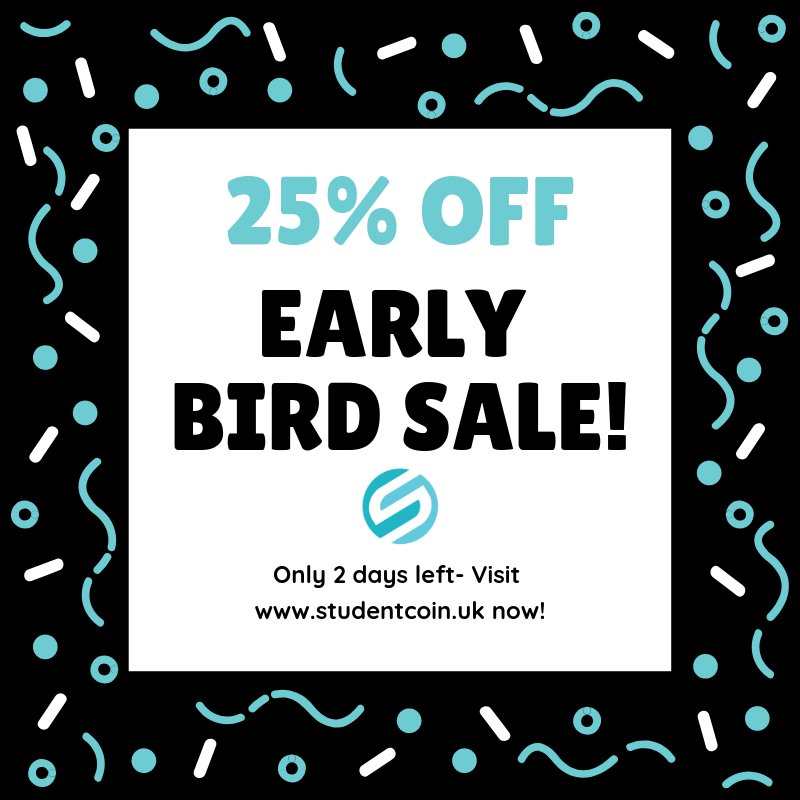 25% OFF
EARLY
BIRD SALE!
Only 2 days left- Visit
www.studentcoin.uk now!